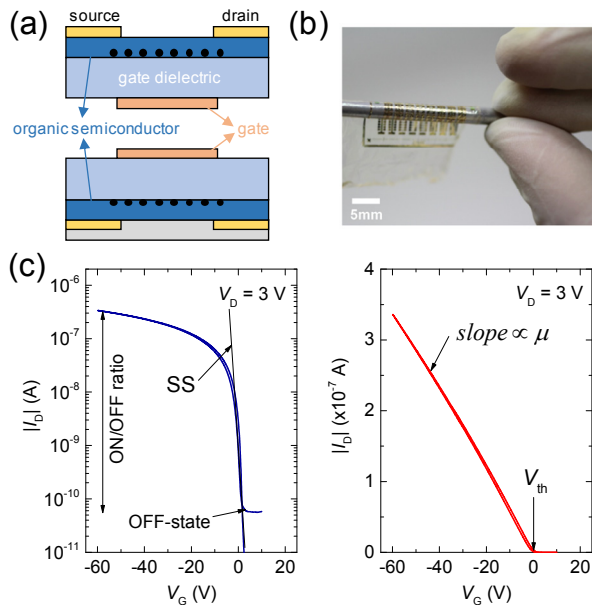 (a)
source
drain
gate dielectric
organic semiconductor
gate
(b)
5mm
(c)
V_D = 3 V
10^-6
10^-7
10^-8
10^-9
10^-10
10^-11
|I_D| (A)
ON/OFF ratio
SS
OFF-state
-60 -40 -20 0 20
V_G (V)
V_D = 3 V
4
3
2
1
0
|I_D| (x10^-7 A)
slope ∝ μ
V_th
-60 -40 -20 0 20
V_G (V)